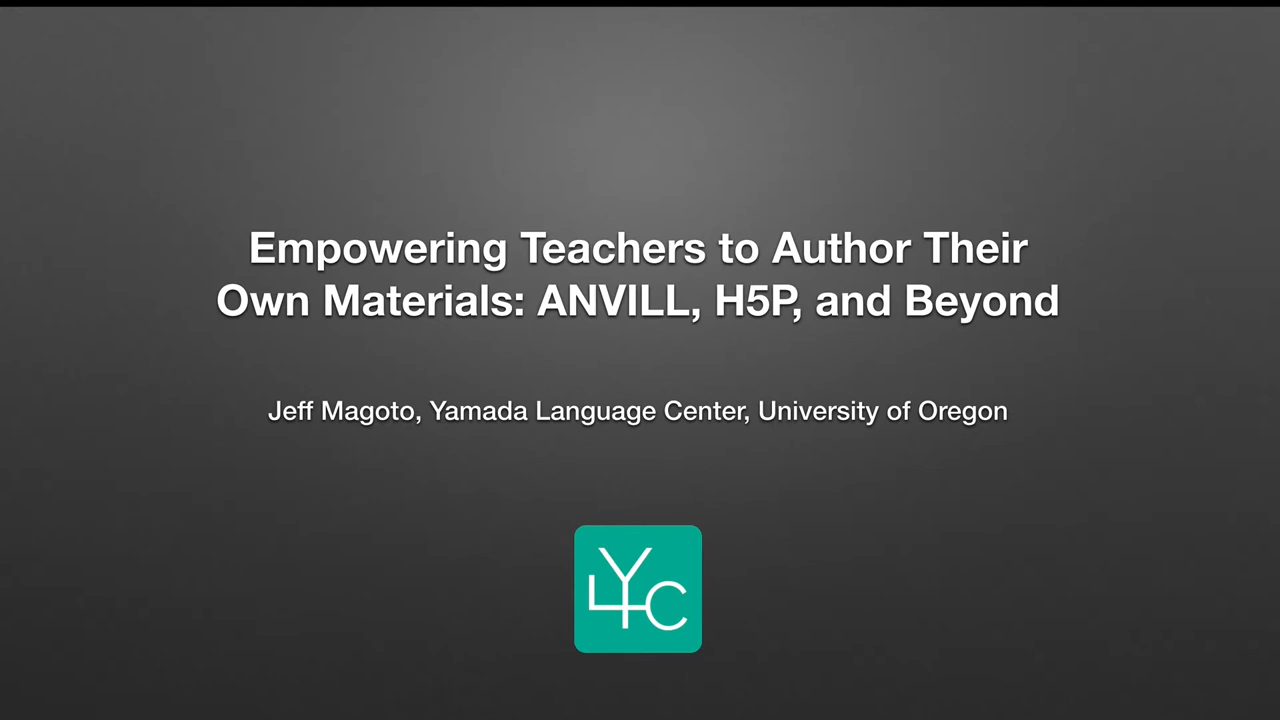 Empowering Teachers to Author Their
Own Materials: ANVILL, H5P, and Beyond
Jeff Magoto, Yamada Language Center, University of Oregon
YLC